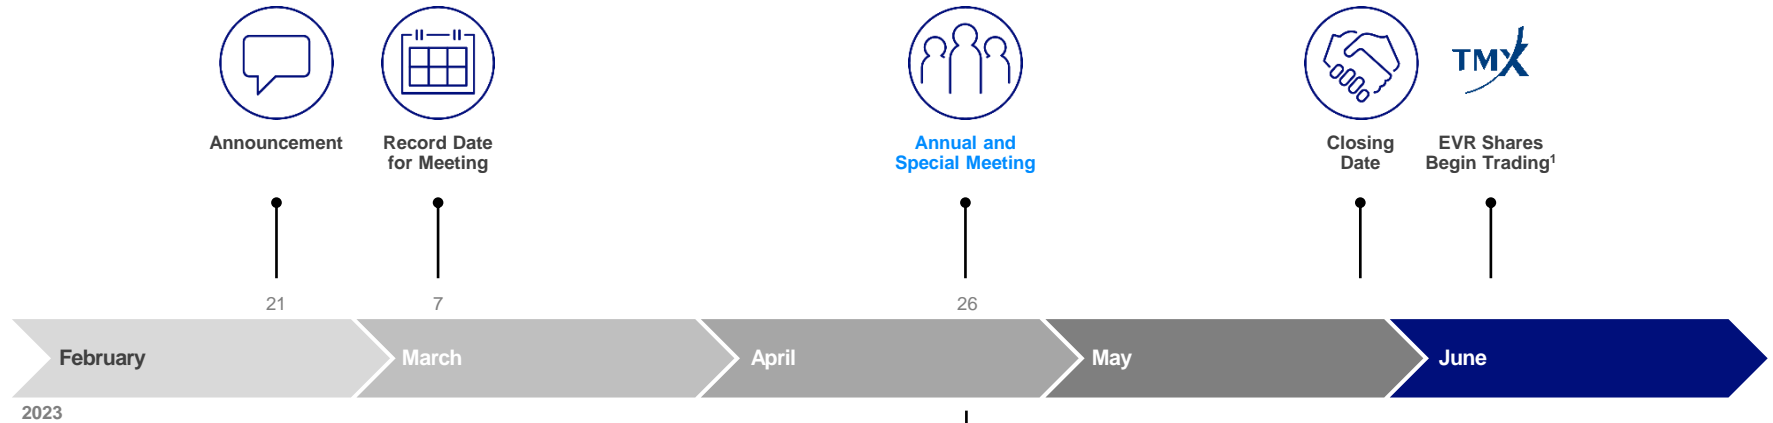 TMX
Announcement
Record Date
for Meeting
Annual and
Special Meeting
Closing
Date
EVR Shares
Begin Trading¹
21
7
26
February
March
April
May
June
2023